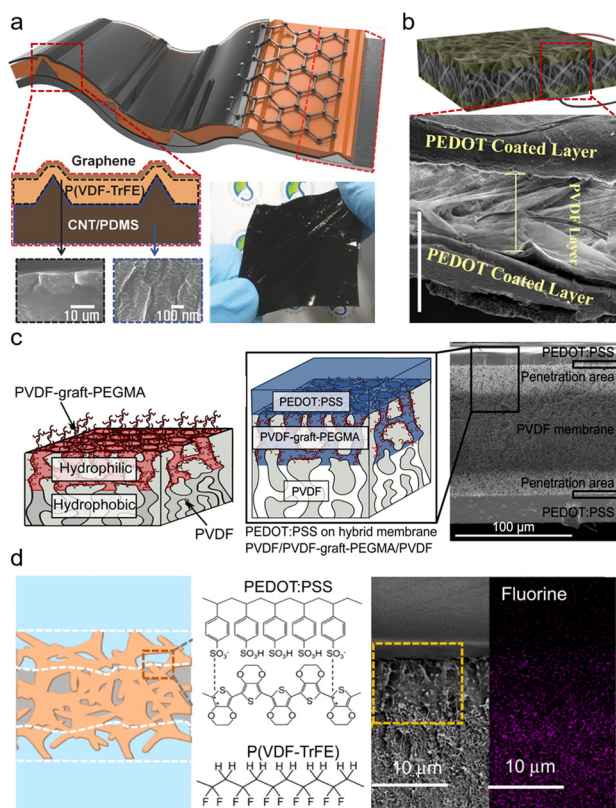 a
Graphene
P(VDF-TrFE)
CNT/PDMS
10 μm
100 nm
b
PEDOT Coated Layer
PVDF Layer
PEDOT Coated Layer
c
PVDF-graft-PEGMA
Hydrophilic
Hydrophobic
PVDF
PEDOT:PSS
PVDF-graft-PEGMA
PVDF
PEDOT:PSS on hybrid membrane
PVDF/PVDF-graft-PEGMA/PVDF
PEDOT:PSS
Penetration area
PVDF membrane
Penetration area
PEDOT:PSS
100 μm
d
PEDOT:PSS
SO₃⁻ SO₃H SO₃H SO₃H SO₃⁻
S S S S S
O O O O O O O O O O
P(VDF-TrFE)
H H H H H H H H
F F F F F F F
10 μm
Fluorine
10 μm